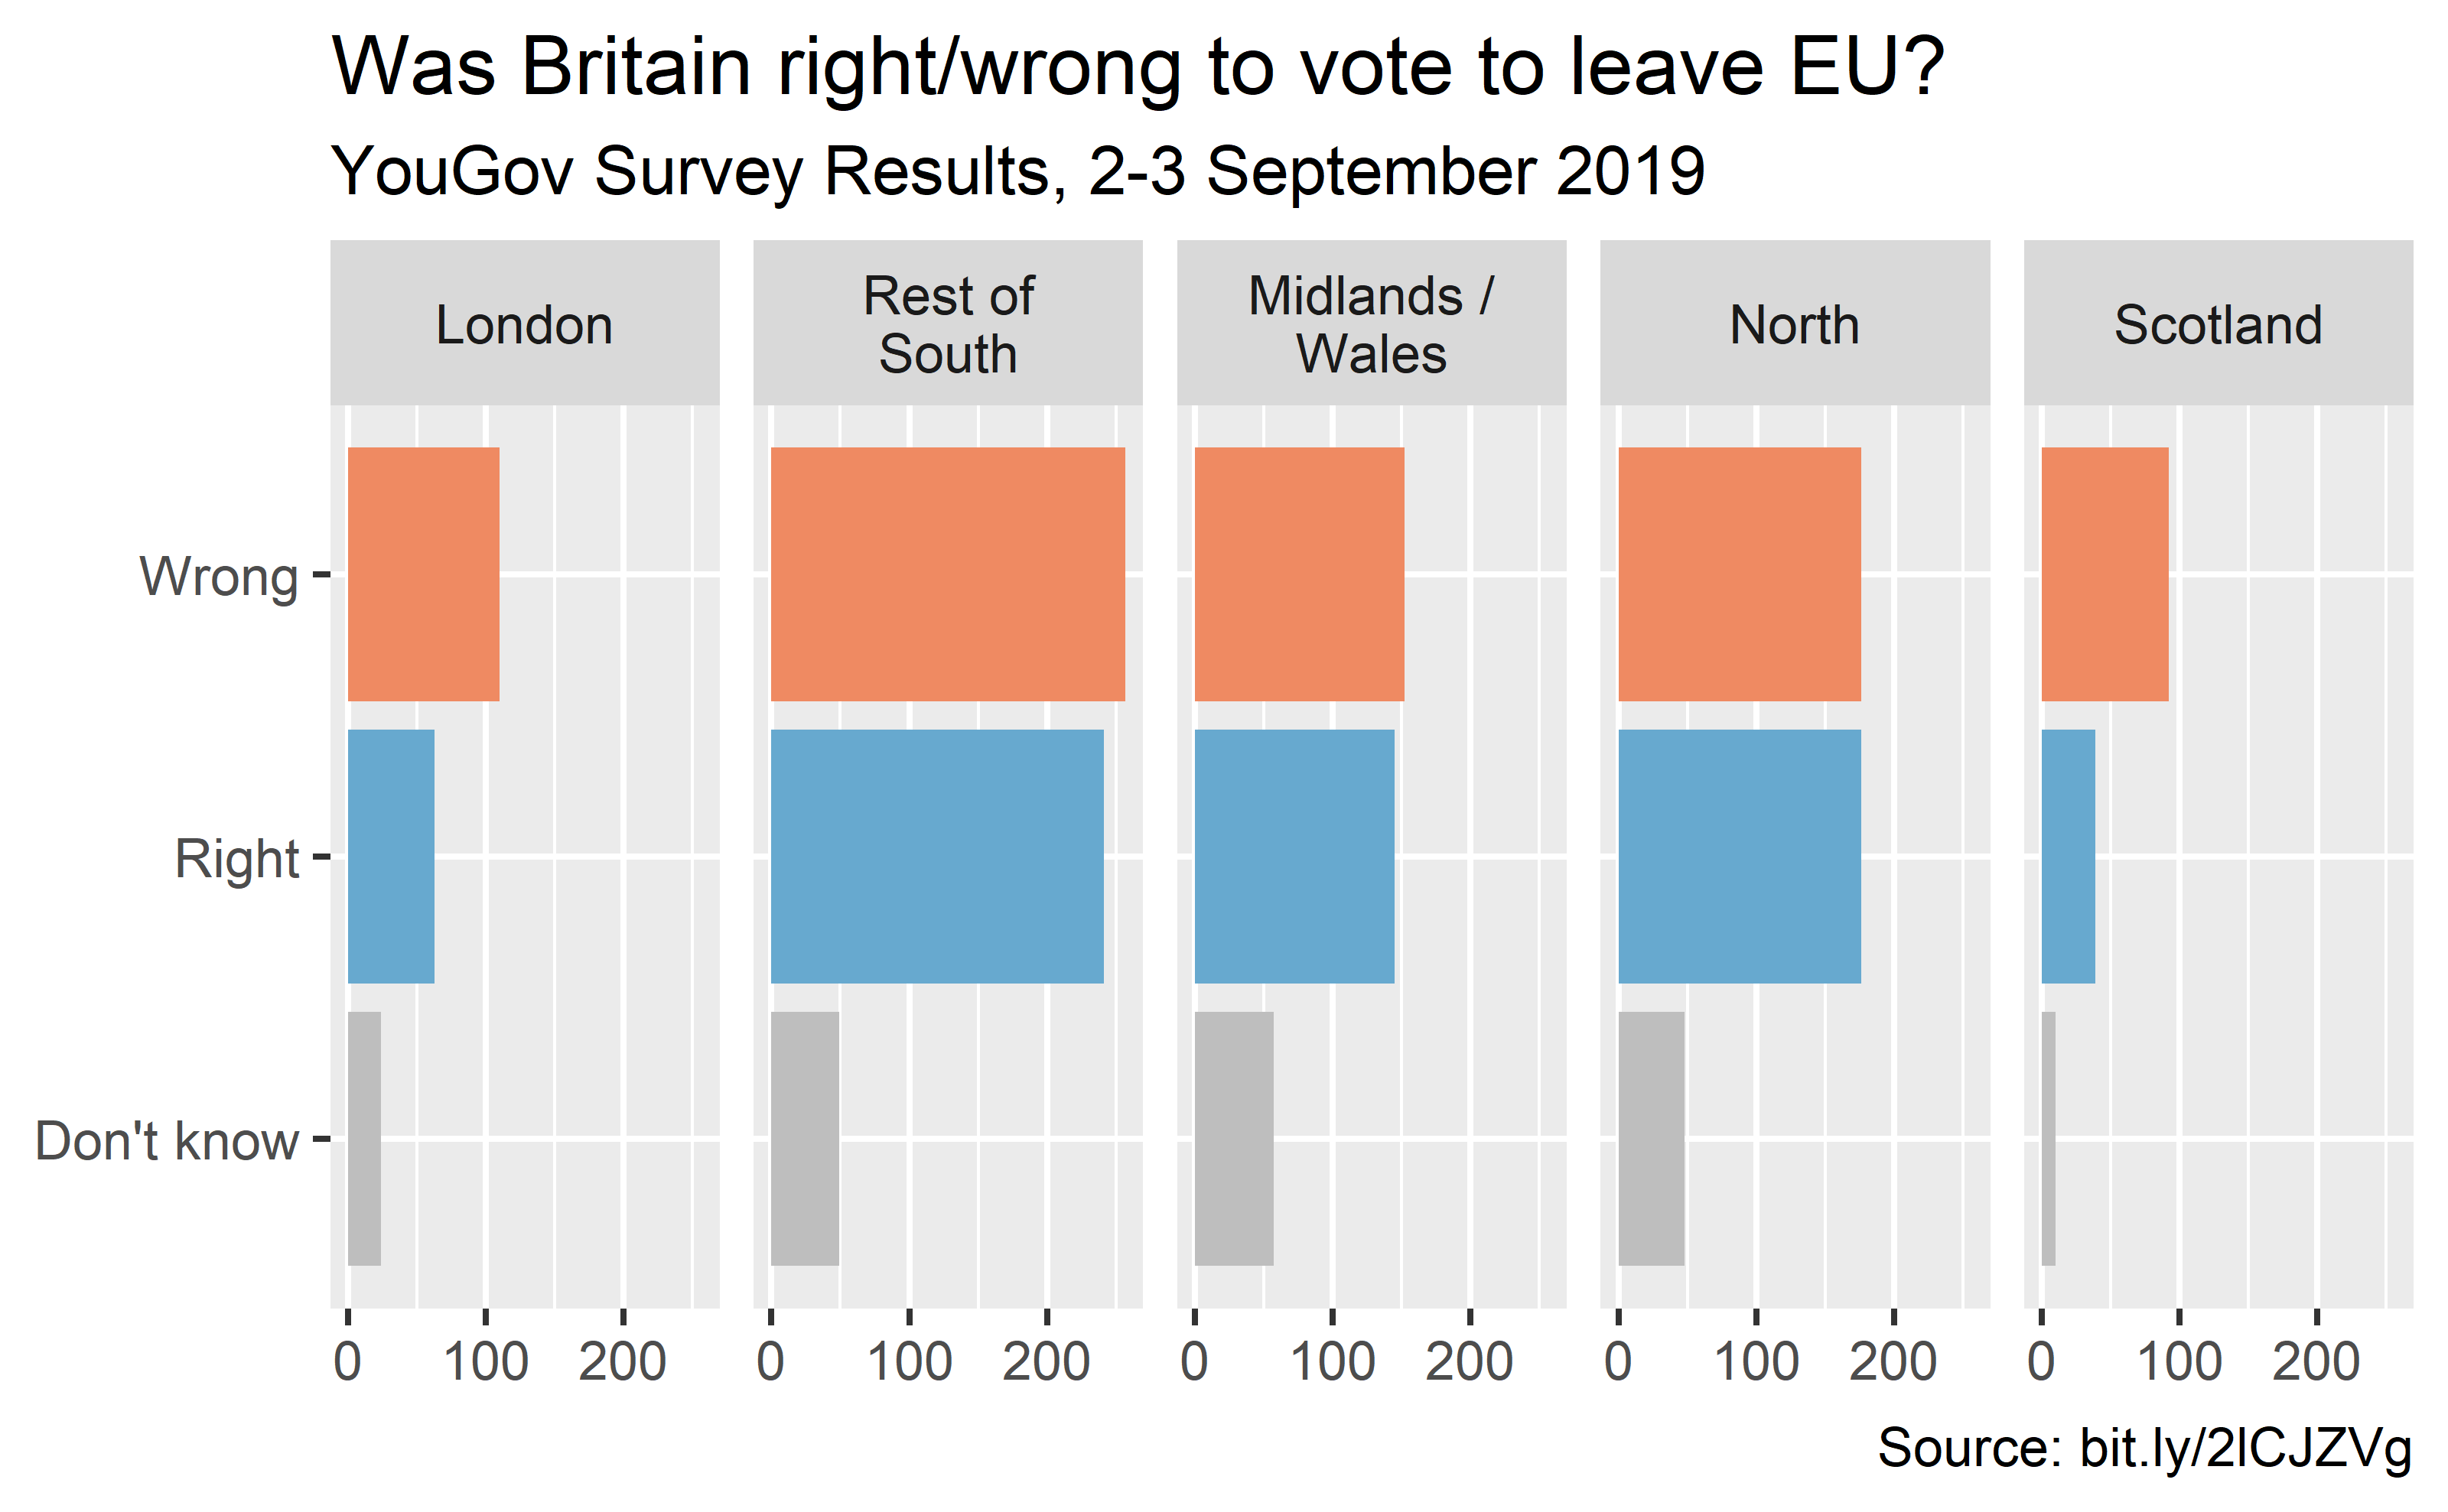 Was Britain right/wrong to vote to leave EU?
YouGov Survey Results, 2-3 September 2019
London
Rest of
South
Midlands /
Wales
North
Scotland
Wrong
Right
Don't know
0 100 200
0 100 200
0 100 200
0 100 200
0 100 200
Source: bit.ly/2lCJZVg